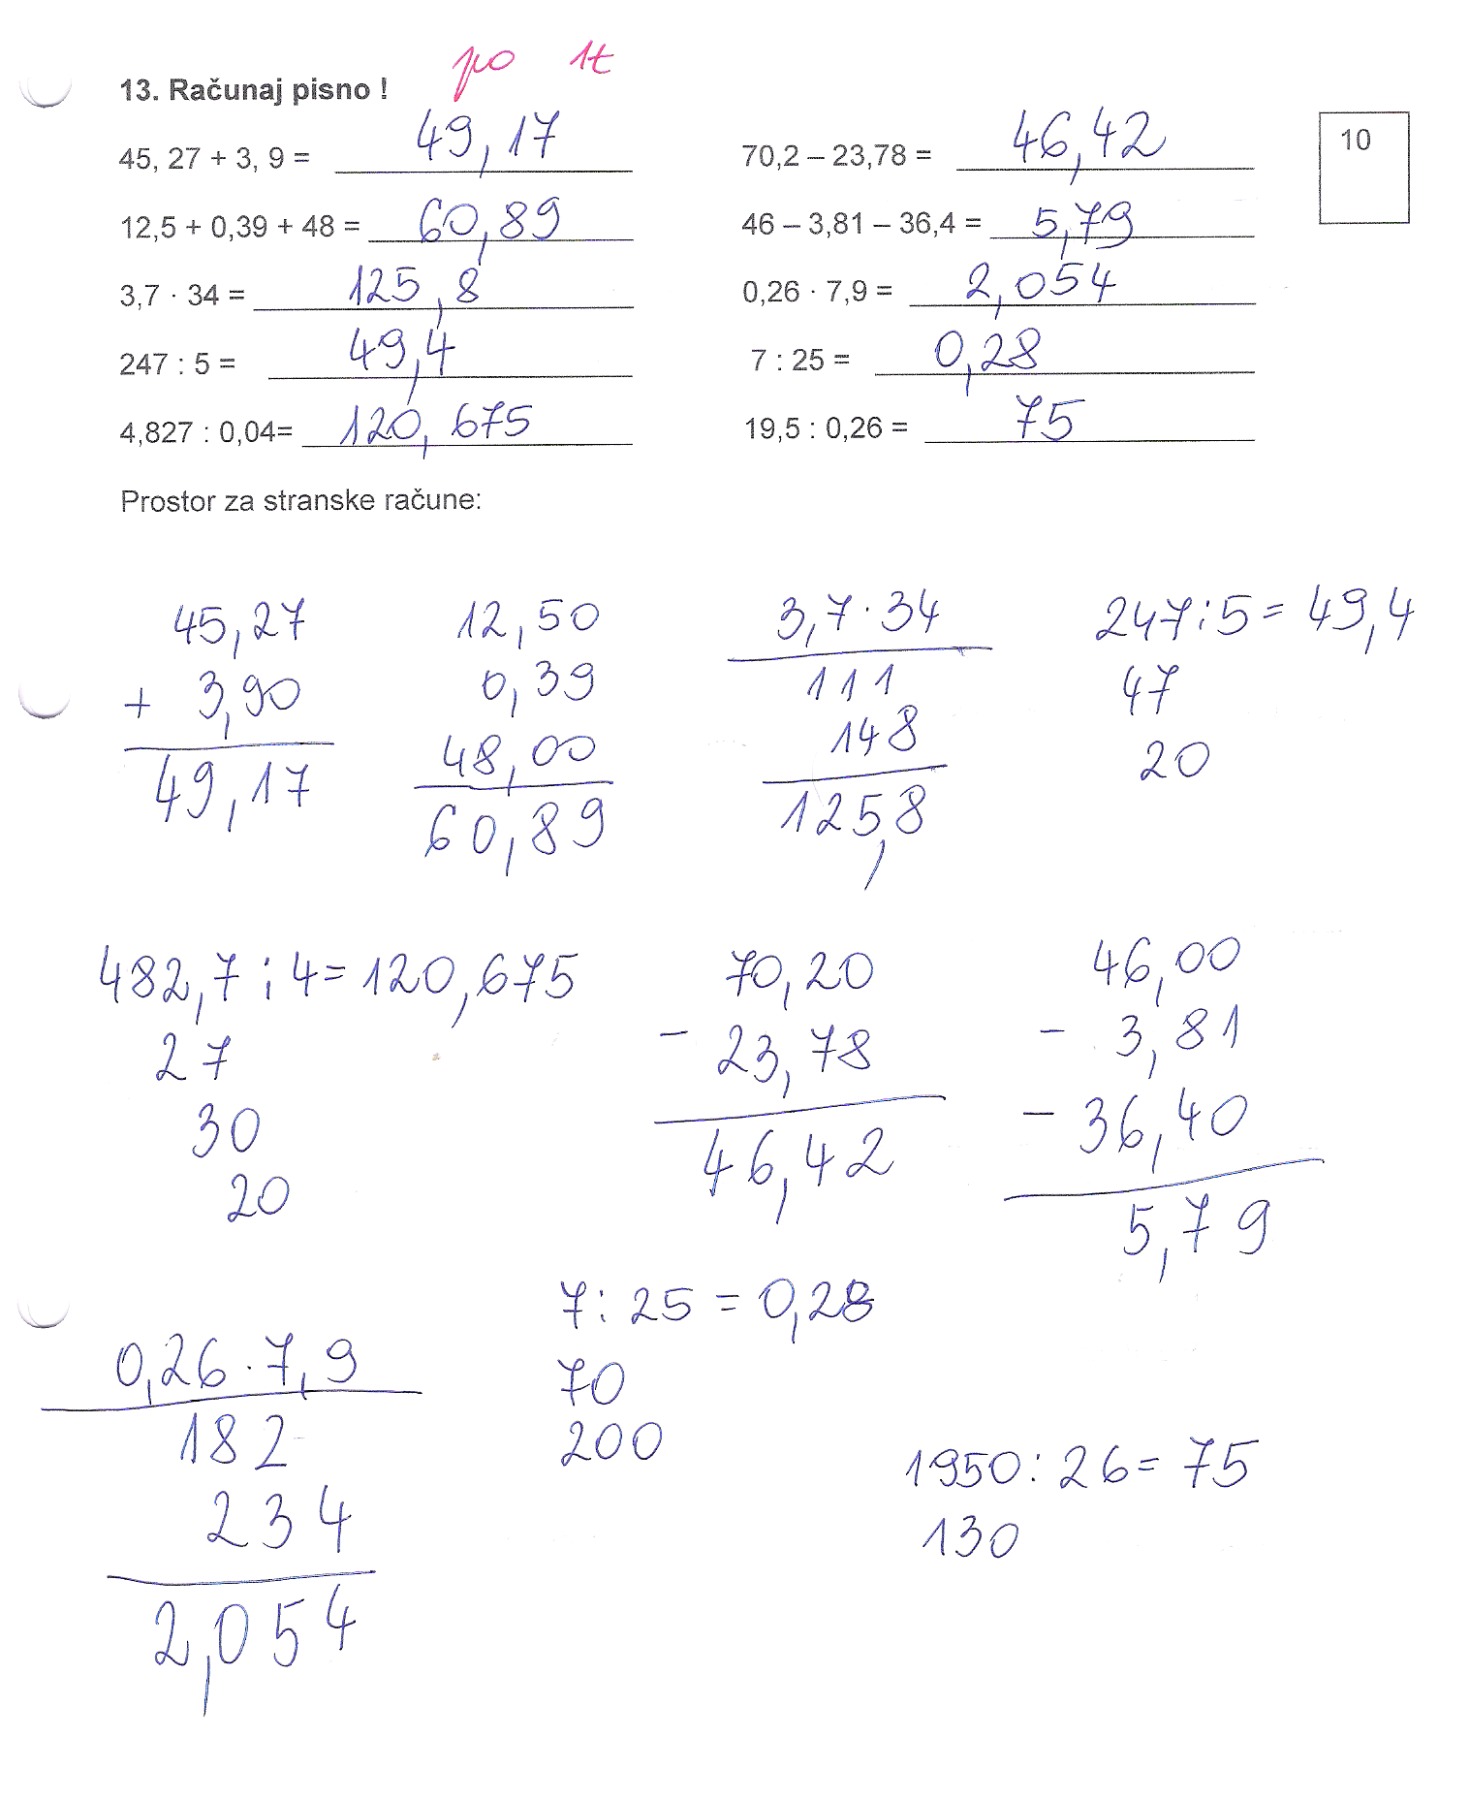 po 1t
13. Računaj pisno !
45, 27 + 3, 9 = 49,17
70,2 – 23,78 = 46,42
10
12,5 + 0,39 + 48 = 60,89
46 – 3,81 – 36,4 = 5,79
3,7 · 34 = 125,8
0,26 · 7,9 = 2,054
247 : 5 = 49,4
7 : 25 = 0,28
4,827 : 0,04= 120,675
19,5 : 0,26 = 75
Prostor za stranske račune:
45,27
+ 3,90
49,17
12,50
0,39
48,00
60,89
3,7 · 34
111
148
125,8
247:5 = 49,4
47
20
482,7 : 4 = 120,675
27
30
20
70,20
- 23,78
46,42
46,00
- 3,81
- 36,40
5,79
0,26 · 7,9
182
234
2,054
7 : 25 = 0,28
70
200
1950 : 26 = 75
130